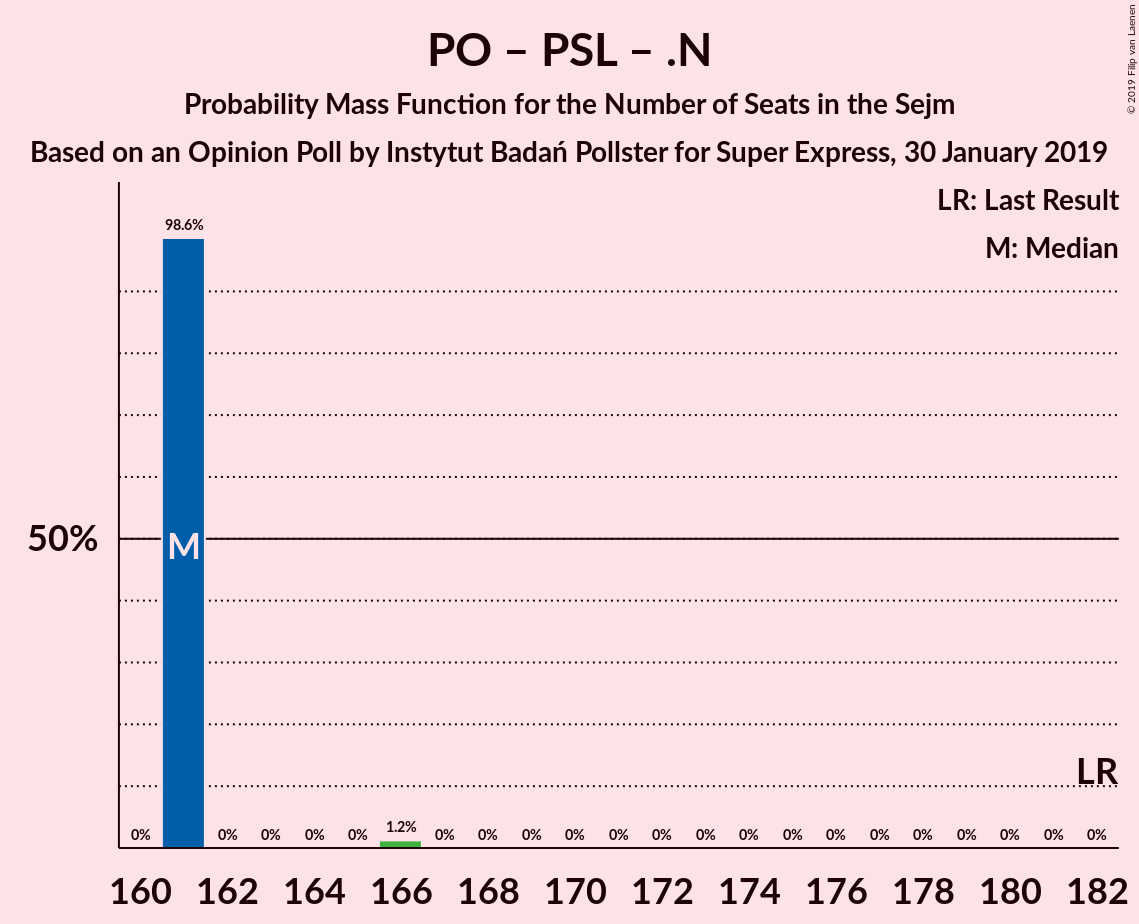 PO – PSL – .N
Probability Mass Function for the Number of Seats in the Sejm
Based on an Opinion Poll by Instytut Badań Pollster for Super Express, 30 January 2019
© 2019 Filip van Laenen
LR: Last Result
M: Median
98.6%
50%
M
LR
0% 0% 0% 0% 0% 1.2% 0% 0% 0% 0% 0% 0% 0% 0% 0% 0% 0% 0% 0% 0% 0% 0%
160 162 164 166 168 170 172 174 176 178 180 182